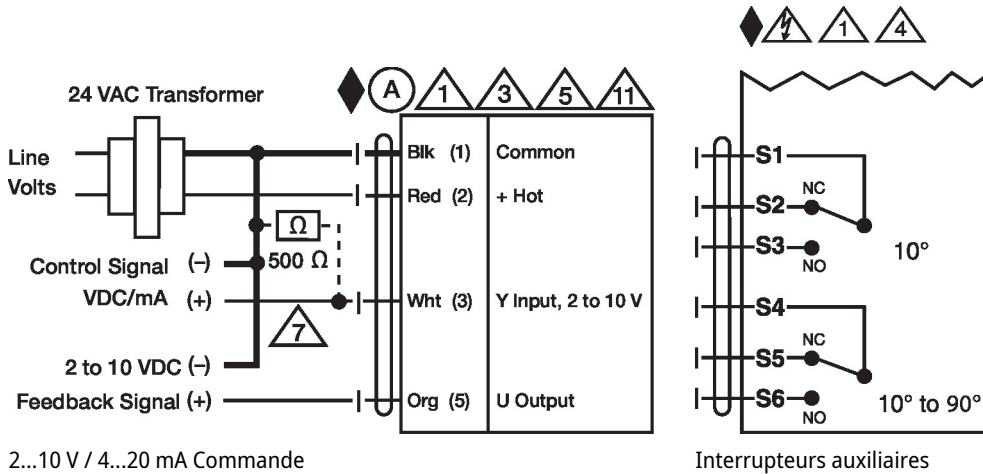 24 VAC Transformer
A 1 3 5 11
Line
Volts
Blk (1) Common
Red (2) + Hot
Ω
500 Ω
Control Signal (–)
VDC/mA (+)
7
Wht (3) Y Input, 2 to 10 V
2 to 10 VDC (–)
Feedback Signal (+)
Org (5) U Output
2...10 V / 4...20 mA Commande
1 4
S1
S2 NC
S3 NO
10°
S4
S5 NC
S6 NO
10° to 90°
Interrupteurs auxiliaires